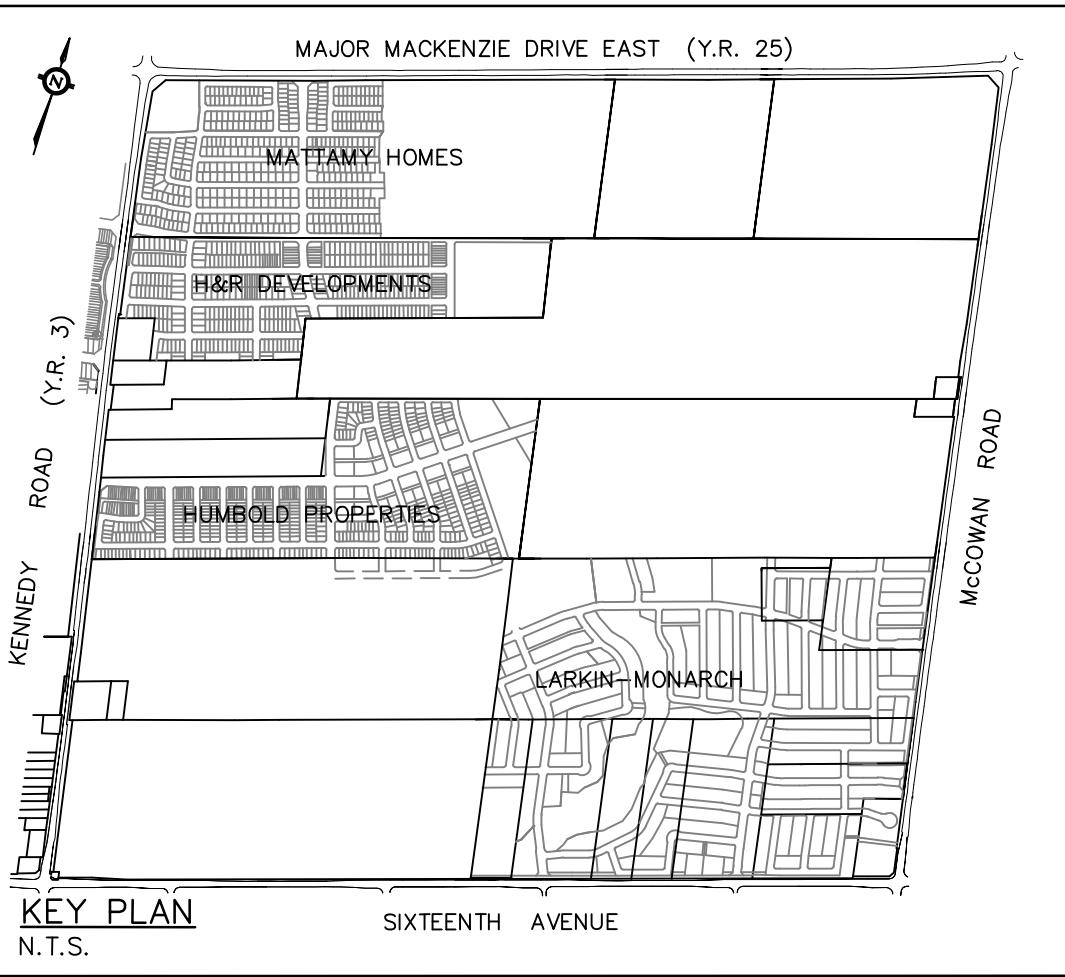 MAJOR MACKENZIE DRIVE EAST (Y.R. 25)
N
MATTAMY HOMES
H&R DEVELOPMENTS
KENNEDY ROAD (Y.R. 3)
McCOWAN ROAD
HUMBOLD PROPERTIES
LARKIN-MONARCH
KEY PLAN
N.T.S.
SIXTEENTH AVENUE